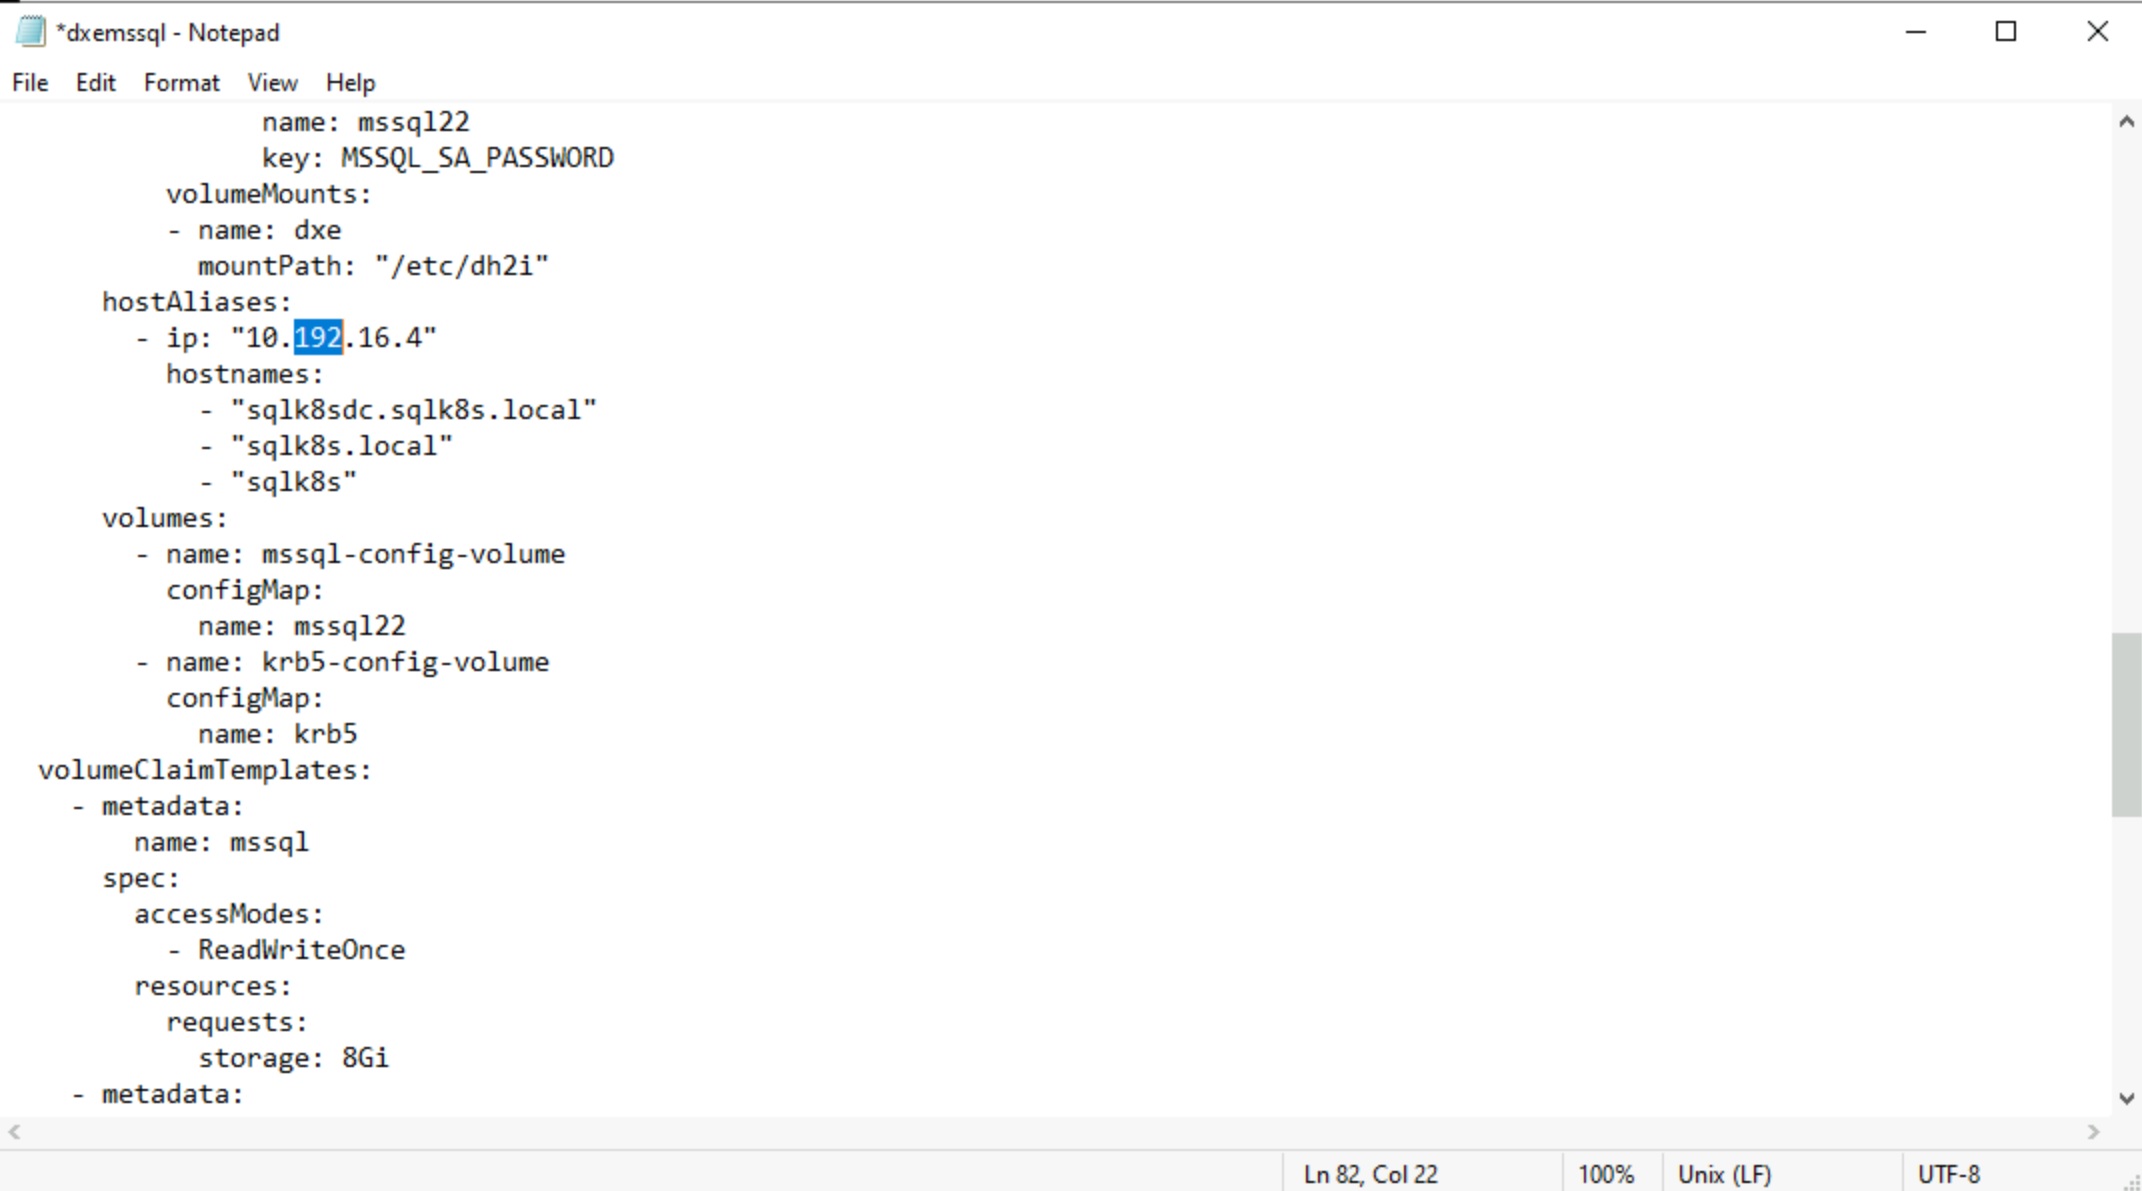 *dxemssql - Notepad
File Edit Format View Help
name: mssql22
key: MSSQL_SA_PASSWORD
volumeMounts:
- name: dxe
mountPath: "/etc/dh2i"
hostAliases:
- ip: "10.192.16.4"
hostnames:
- "sqlk8sdc.sqlk8s.local"
- "sqlk8s.local"
- "sqlk8s"
volumes:
- name: mssql-config-volume
configMap:
name: mssql22
- name: krb5-config-volume
configMap:
name: krb5
volumeClaimTemplates:
- metadata:
name: mssql
spec:
accessModes:
- ReadWriteOnce
resources:
requests:
storage: 8Gi
- metadata:
Ln 82, Col 22 100% Unix (LF) UTF-8